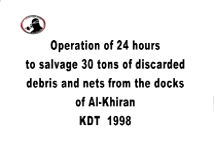 Operation of 24 hours
to salvage 30 tons of discarded
debris and nets from the docks
of Al-Khiran
KDT 1998